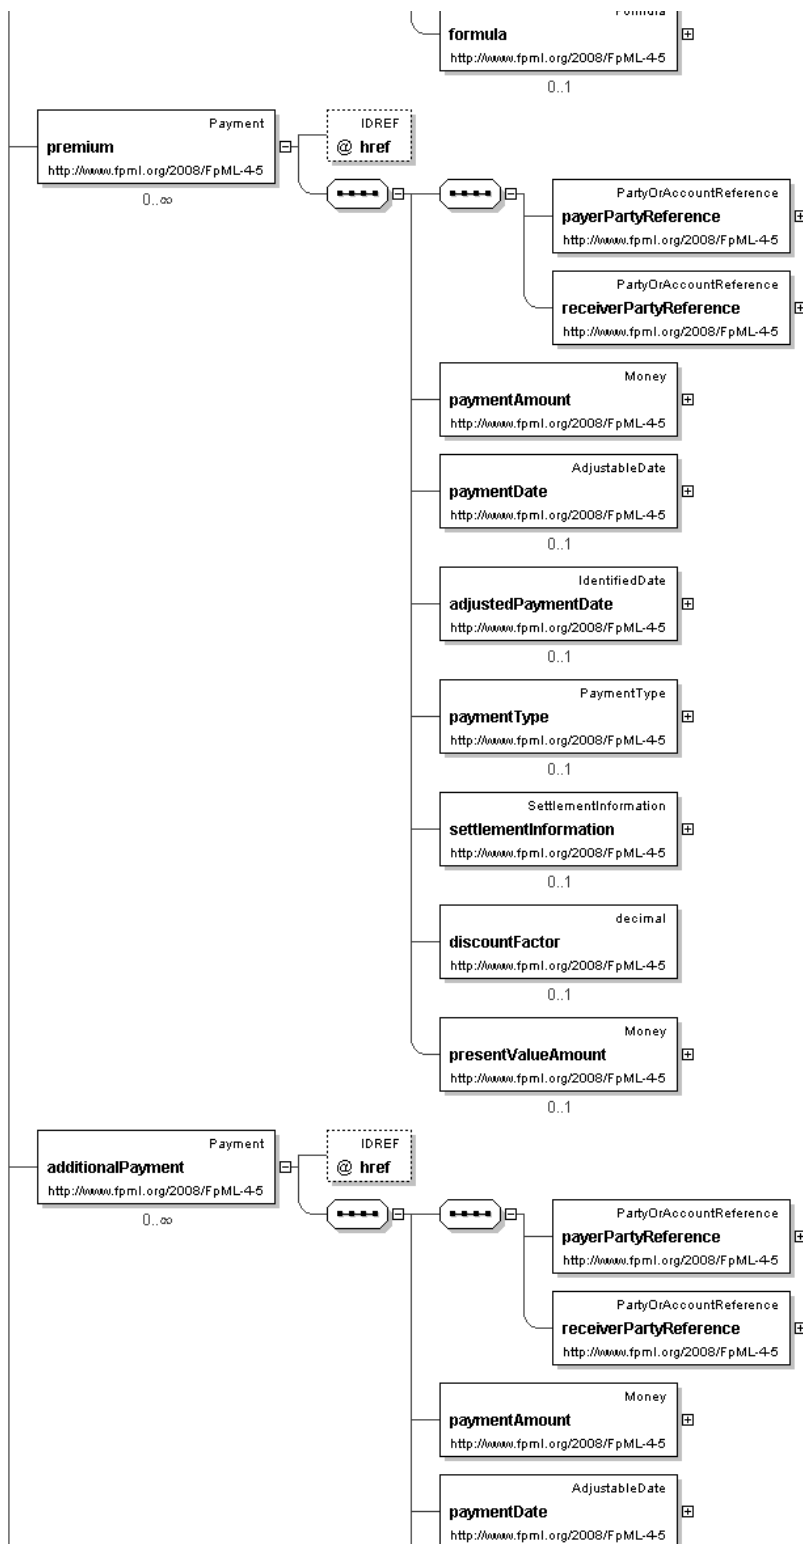 Formula
formula
http://www.fpml.org/2008/FpML-4-5
0..1
Payment
premium
http://www.fpml.org/2008/FpML-4-5
0..∞
IDREF
@ href
PartyOrAccountReference
payerPartyReference
http://www.fpml.org/2008/FpML-4-5
PartyOrAccountReference
receiverPartyReference
http://www.fpml.org/2008/FpML-4-5
Money
paymentAmount
http://www.fpml.org/2008/FpML-4-5
AdjustableDate
paymentDate
http://www.fpml.org/2008/FpML-4-5
0..1
IdentifiedDate
adjustedPaymentDate
http://www.fpml.org/2008/FpML-4-5
0..1
PaymentType
paymentType
http://www.fpml.org/2008/FpML-4-5
0..1
SettlementInformation
settlementInformation
http://www.fpml.org/2008/FpML-4-5
0..1
decimal
discountFactor
http://www.fpml.org/2008/FpML-4-5
0..1
Money
presentValueAmount
http://www.fpml.org/2008/FpML-4-5
0..1
Payment
additionalPayment
http://www.fpml.org/2008/FpML-4-5
0..∞
IDREF
@ href
PartyOrAccountReference
payerPartyReference
http://www.fpml.org/2008/FpML-4-5
PartyOrAccountReference
receiverPartyReference
http://www.fpml.org/2008/FpML-4-5
Money
paymentAmount
http://www.fpml.org/2008/FpML-4-5
AdjustableDate
paymentDate
http://www.fpml.org/2008/FpML-4-5